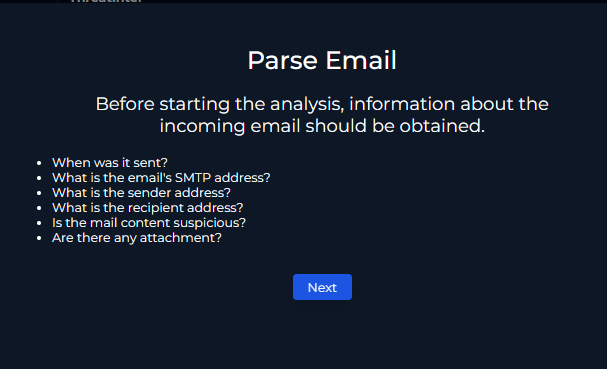 Parse Email
Before starting the analysis, information about the
incoming email should be obtained.
When was it sent?
What is the email's SMTP address?
What is the sender address?
What is the recipient address?
Is the mail content suspicious?
Are there any attachment?
Next